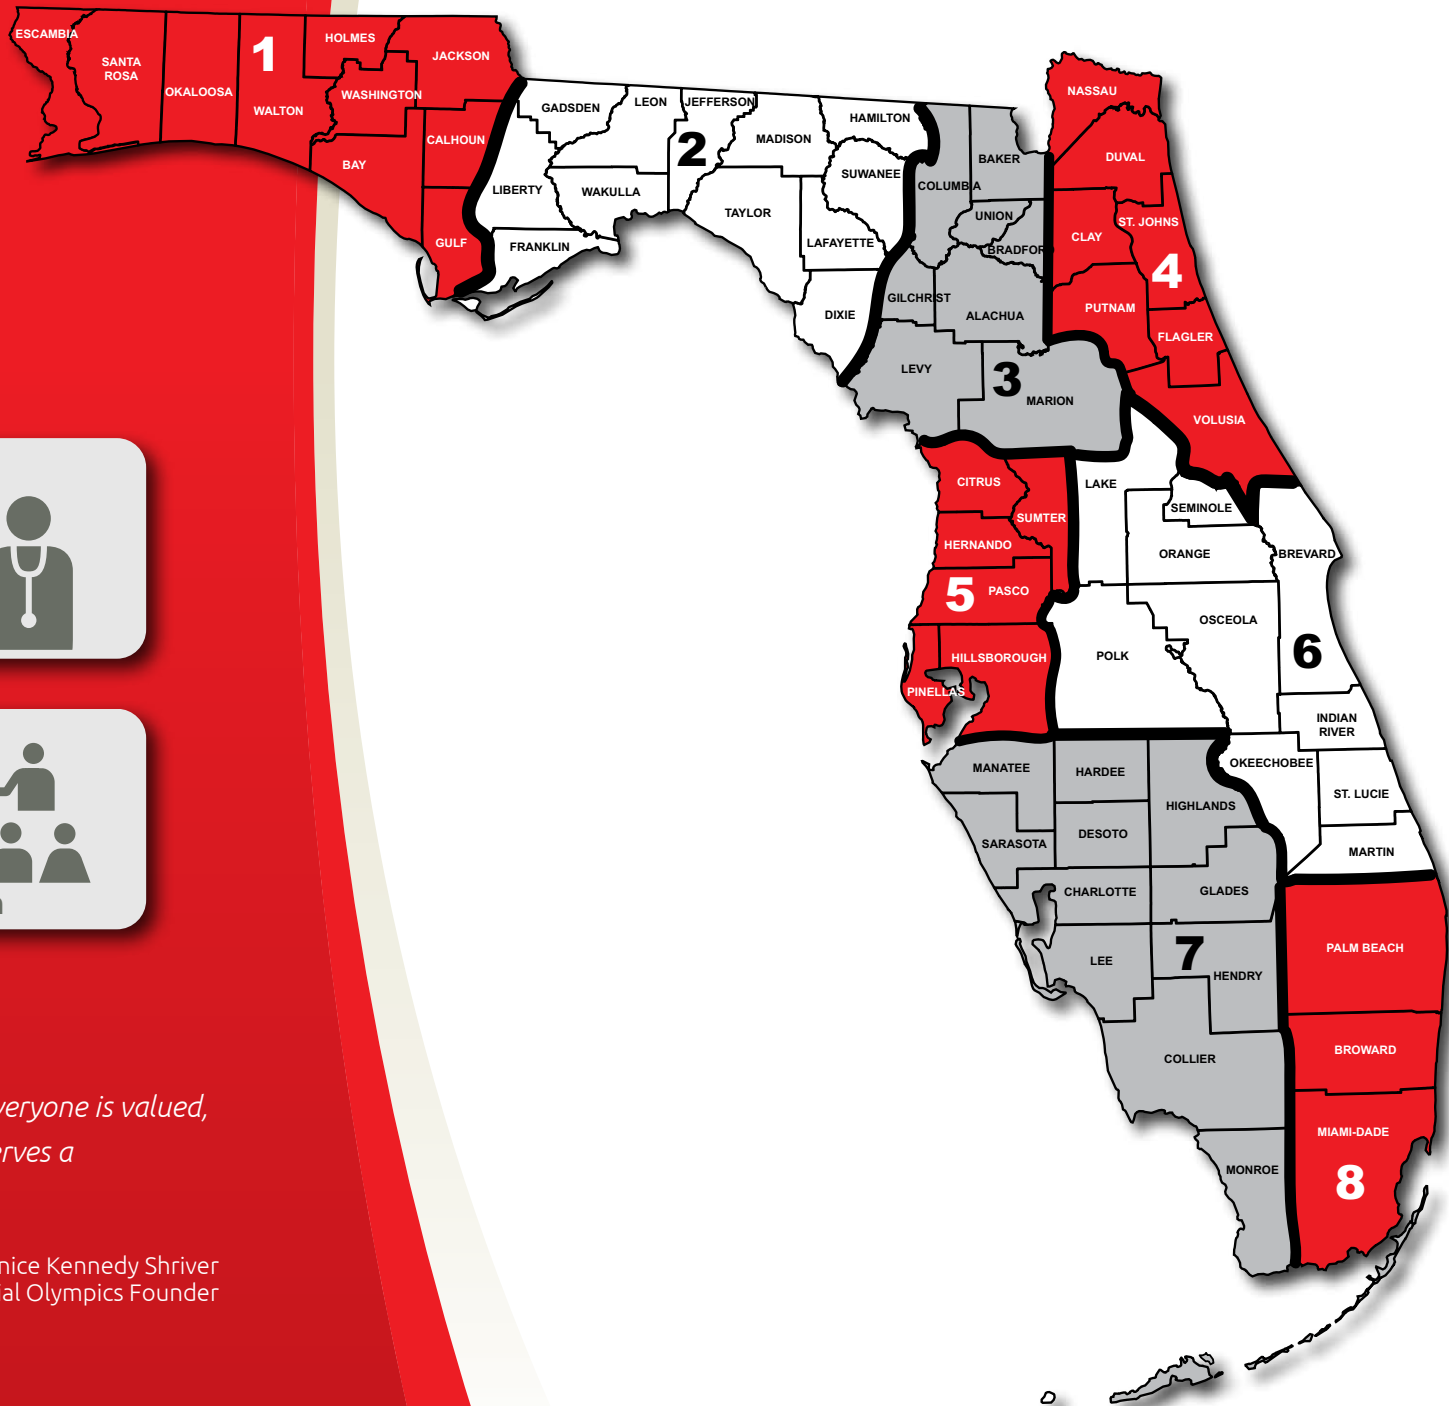 ESCAMBIA
SANTA
ROSA
OKALOOSA
1
WALTON
HOLMES
WASHINGTON
JACKSON
BAY
CALHOUN
GULF
GADSDEN
LEON
JEFFERSON
2
MADISON
HAMILTON
SUWANEE
LIBERTY
WAKULLA
TAYLOR
LAFAYETTE
FRANKLIN
DIXIE
COLUMBIA
BAKER
UNION
BRADFOR
GILCHRIST
ALACHUA
LEVY
3
MARION
NASSAU
DUVAL
CLAY
ST. JOHNS
4
PUTNAM
FLAGLER
VOLUSIA
CITRUS
SUMTER
HERNANDO
5
PASCO
HILLSBOROUGH
PINELLAS
LAKE
SEMINOLE
ORANGE
BREVARD
OSCEOLA
POLK
6
INDIAN
RIVER
OKEECHOBEE
ST. LUCIE
MARTIN
MANATEE
HARDEE
HIGHLANDS
SARASOTA
DESOTO
CHARLOTTE
GLADES
LEE
7
HENDRY
COLLIER
MONROE
PALM BEACH
BROWARD
MIAMI-DADE
8
veryone is valued,
erves a
nice Kennedy Shriver
ial Olympics Founder